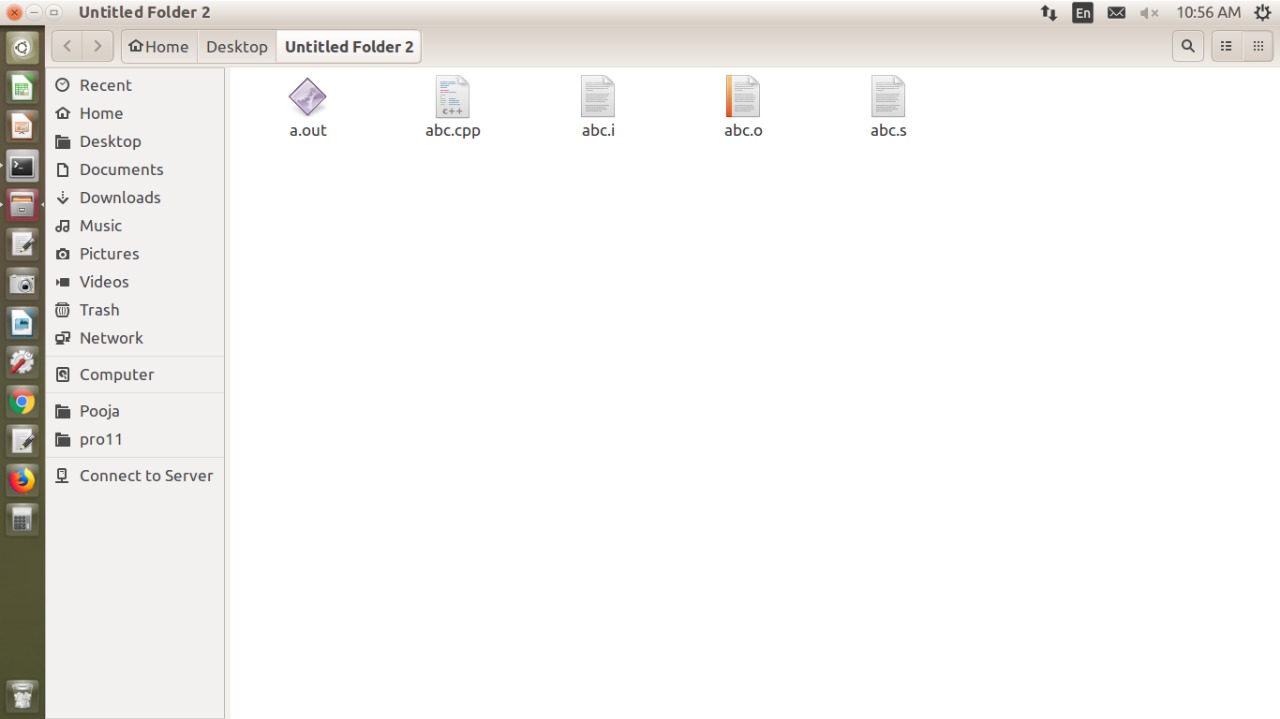 Untitled Folder 2
En
10:56 AM
Home
Desktop
Untitled Folder 2
Recent
Home
Desktop
Documents
Downloads
Music
Pictures
Videos
Trash
Network
Computer
Pooja
pro11
Connect to Server
C++
a.out
abc.cpp
abc.i
abc.o
abc.s